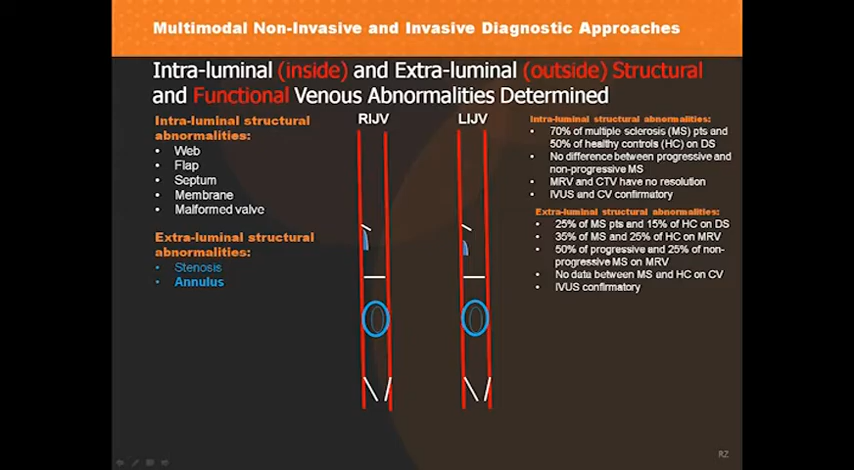 Multimodal Non-Invasive and Invasive Diagnostic Approaches
Intra-luminal (inside) and Extra-luminal (outside) Structural
and Functional Venous Abnormalities Determined
Intra-luminal structural
abnormalities:
• Web
• Flap
• Septum
• Membrane
• Malformed valve
Extra-luminal structural
abnormalities:
• Stenosis
• Annulus
RIJV
LIJV
Intra-luminal structural abnormalities:
• 70% of multiple sclerosis (MS) pts and
50% of healthy controls (HC) on DS
• No difference between progressive and
non-progressive MS
• MRV and CTV have no resolution
• IVUS and CV confirmatory
Extra-luminal structural abnormalities:
• 25% of MS pts and 15% of HC on DS
• 35% of MS and 25% of HC on MRV
• 50% of progressive and 25% of non-
progressive MS on MRV
• No data between MS and HC on CV
• IVUS confirmatory
RZ